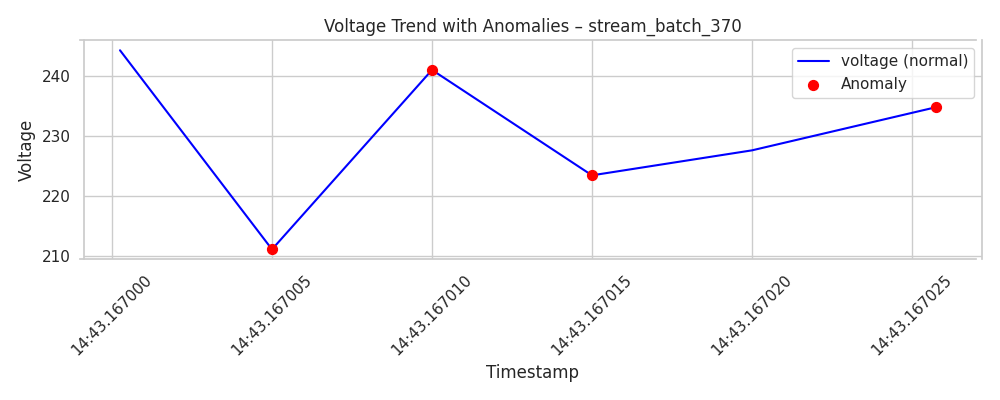 Voltage Trend with Anomalies – stream_batch_370
voltage (normal)
Anomaly
Voltage
240
230
220
210
14:43.167000
14:43.167005
14:43.167010
14:43.167015
14:43.167020
14:43.167025
Timestamp